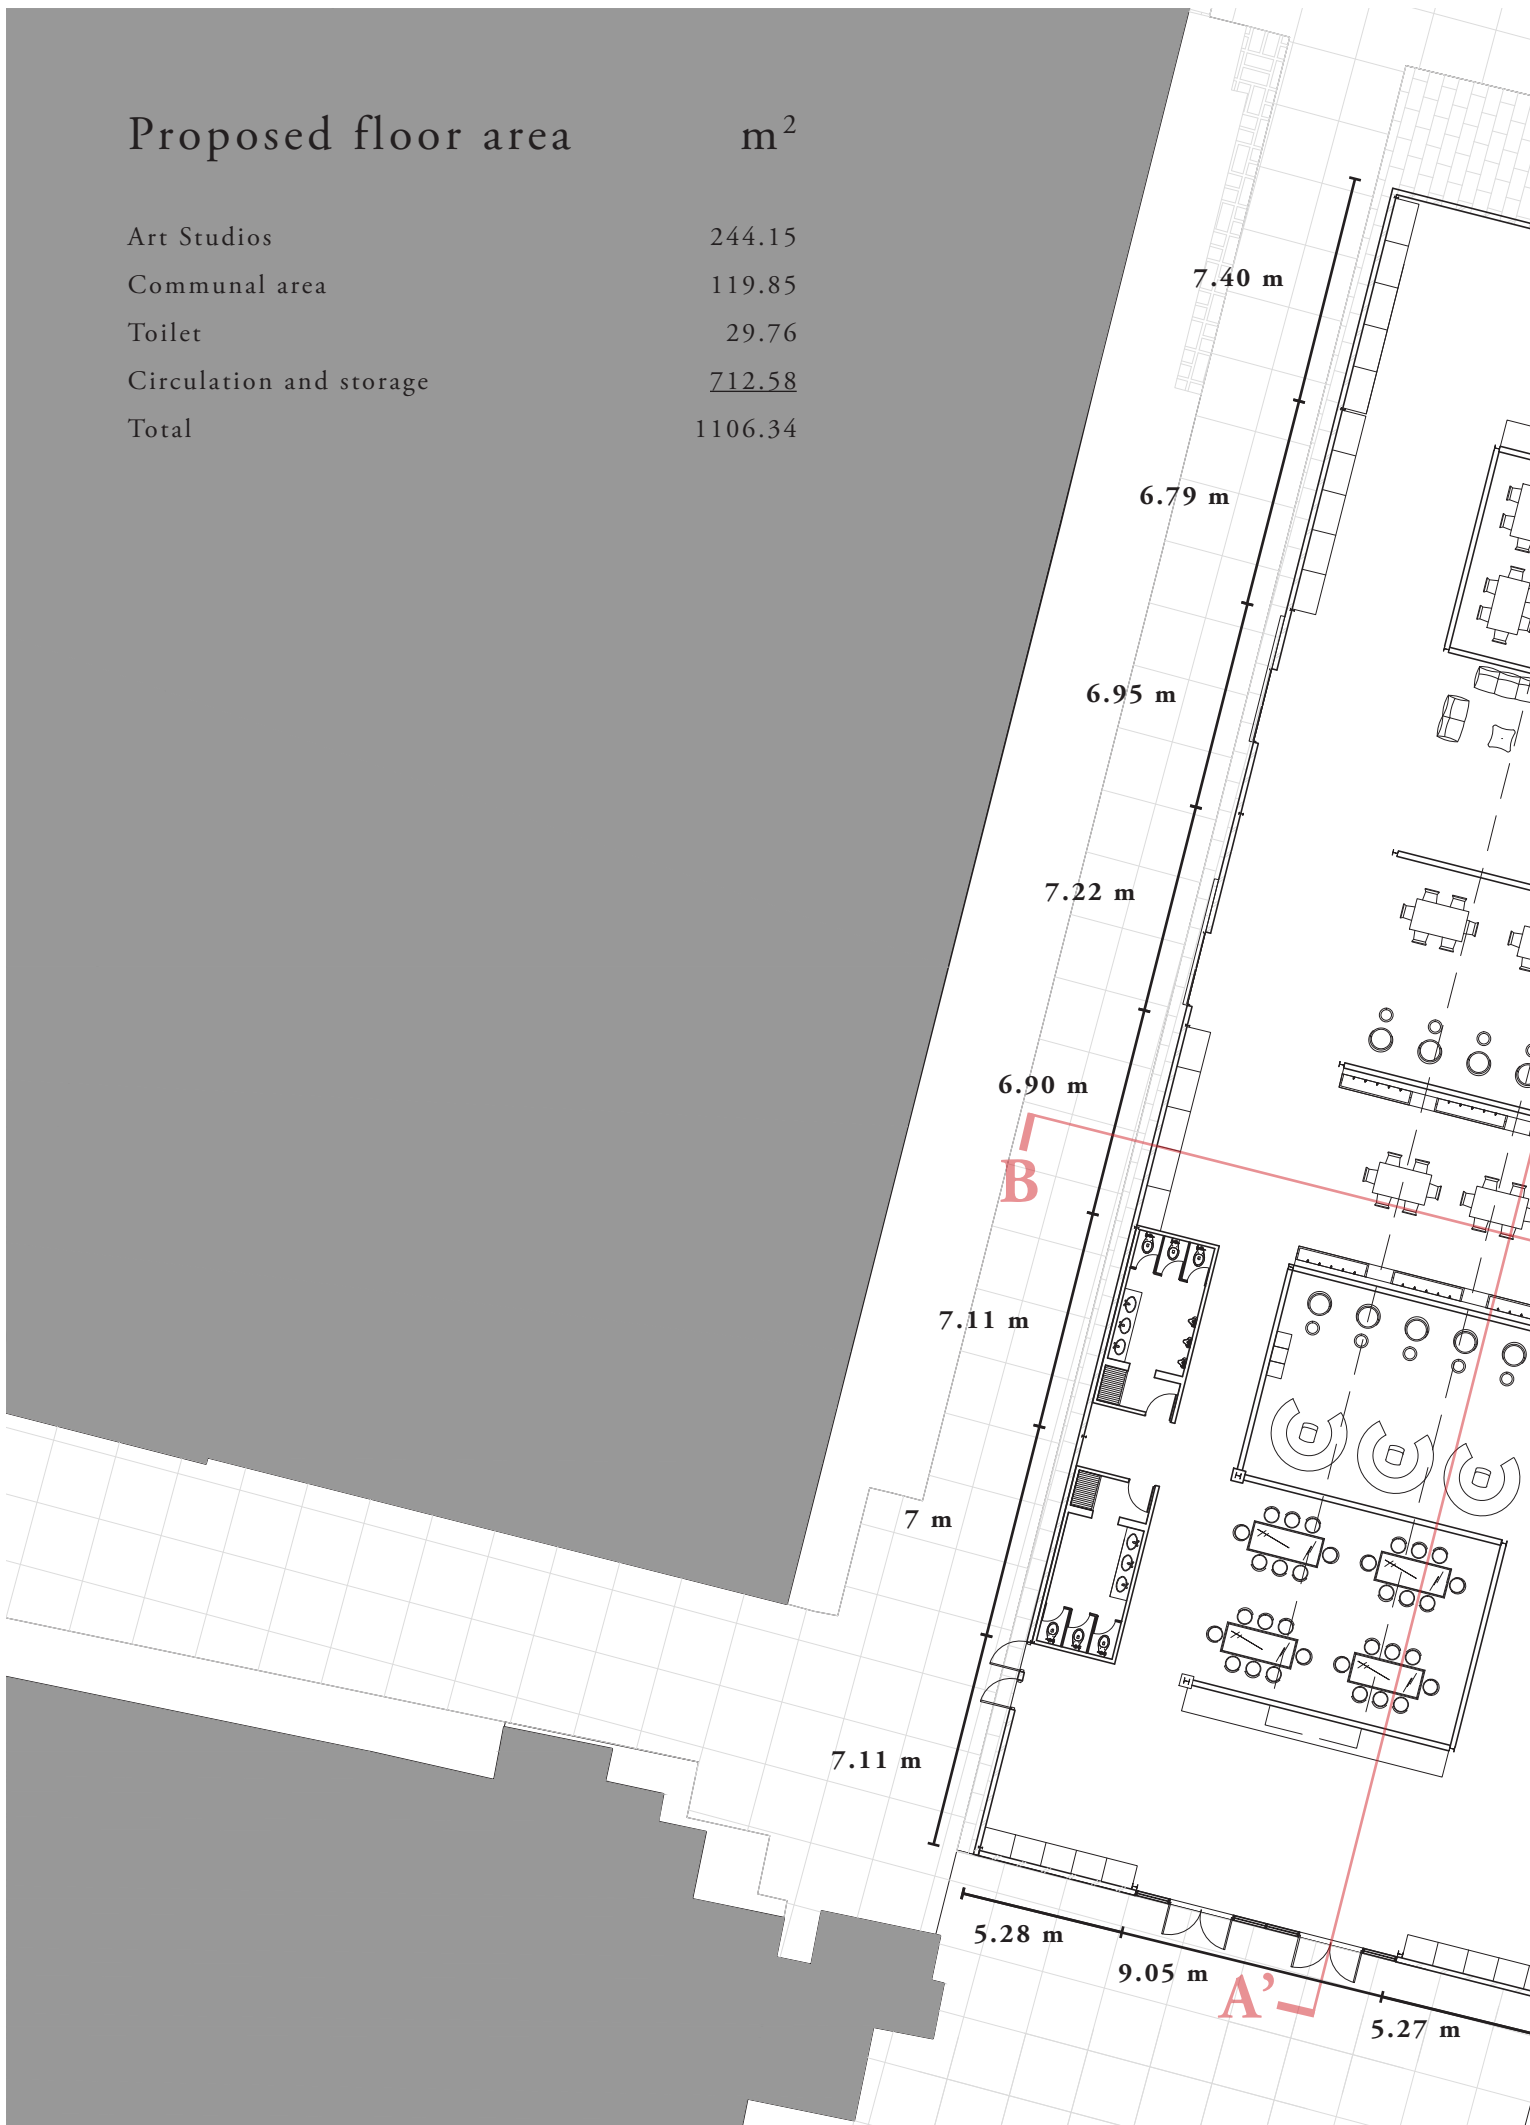 Proposed floor area m²
Art Studios 244.15
Communal area 119.85
Toilet 29.76
Circulation and storage 712.58
Total 1106.34
7.40 m
6.79 m
6.95 m
7.22 m
6.90 m
B
7.11 m
7 m
7.11 m
5.28 m
9.05 m
A’
5.27 m